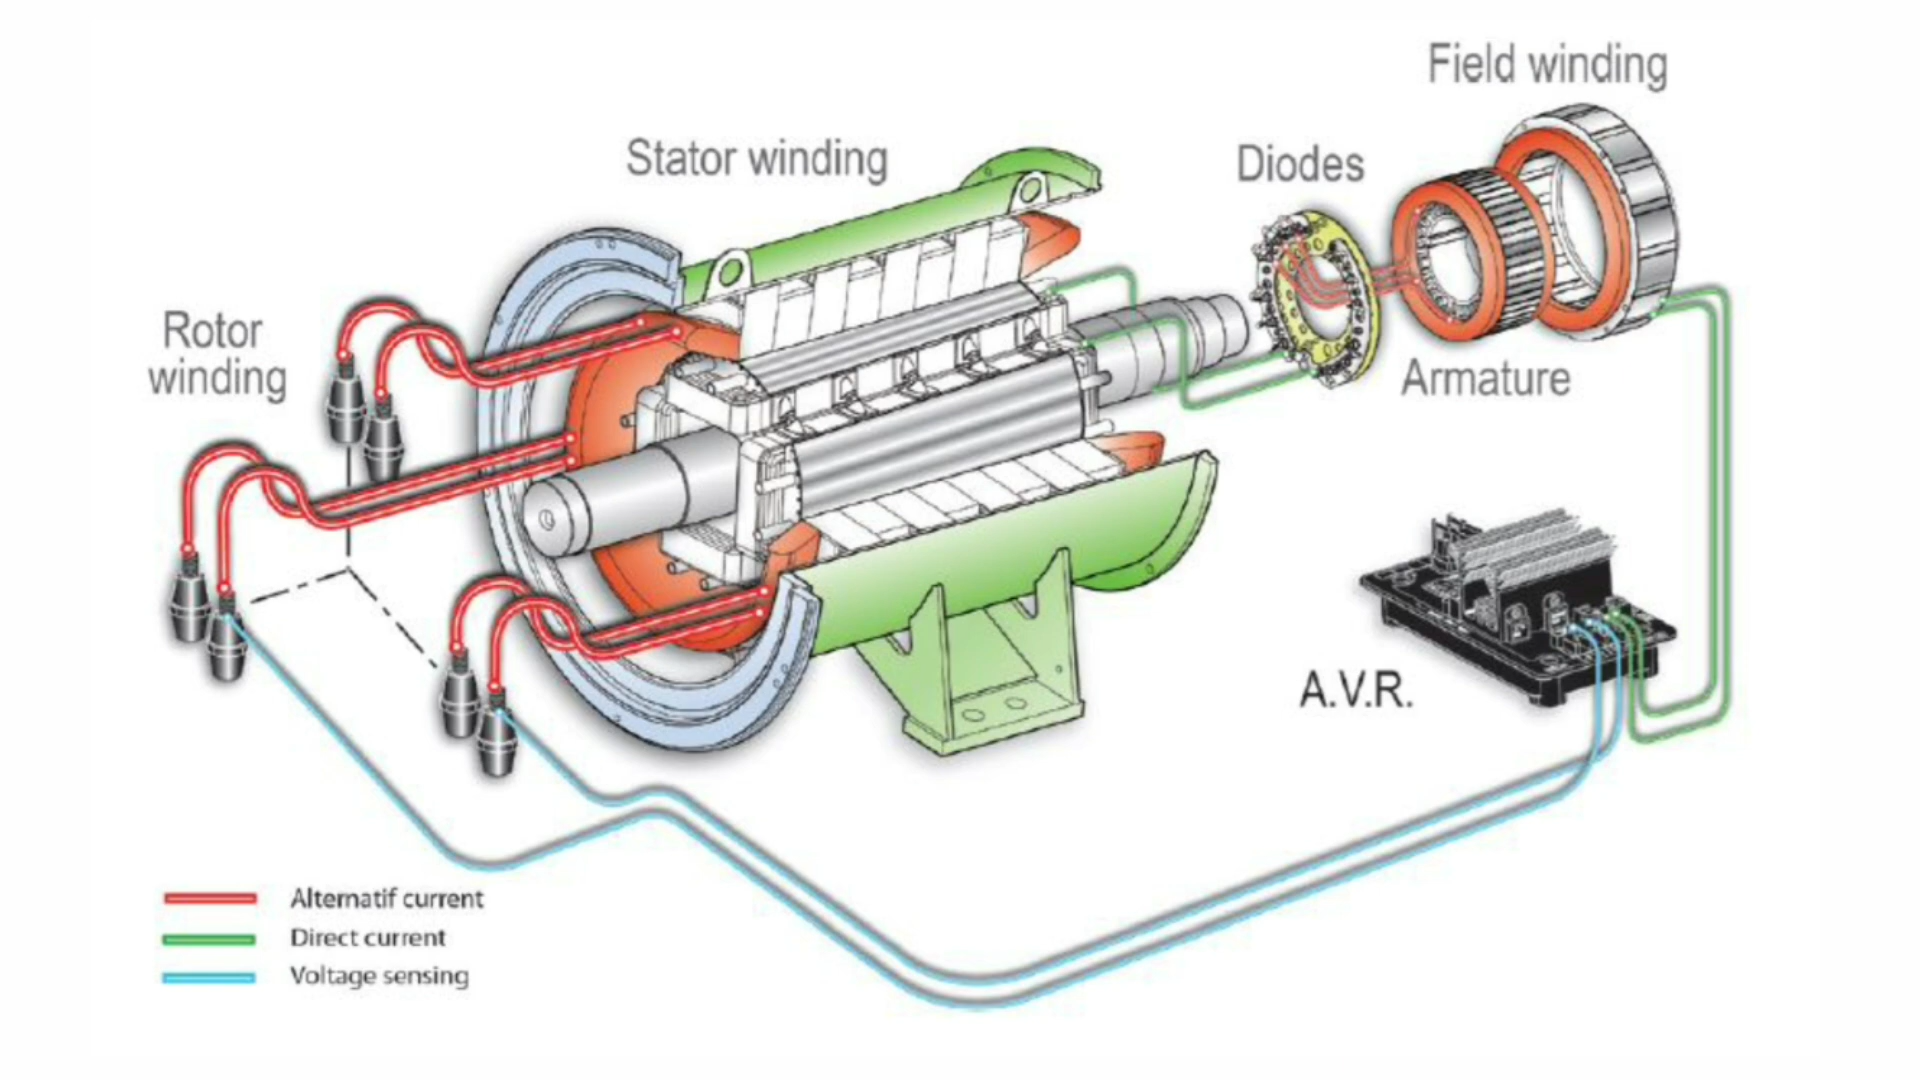 Field winding
Stator winding
Diodes
Rotor
winding
Armature
A.V.R.
Alternatif current
Direct current
Voltage sensing